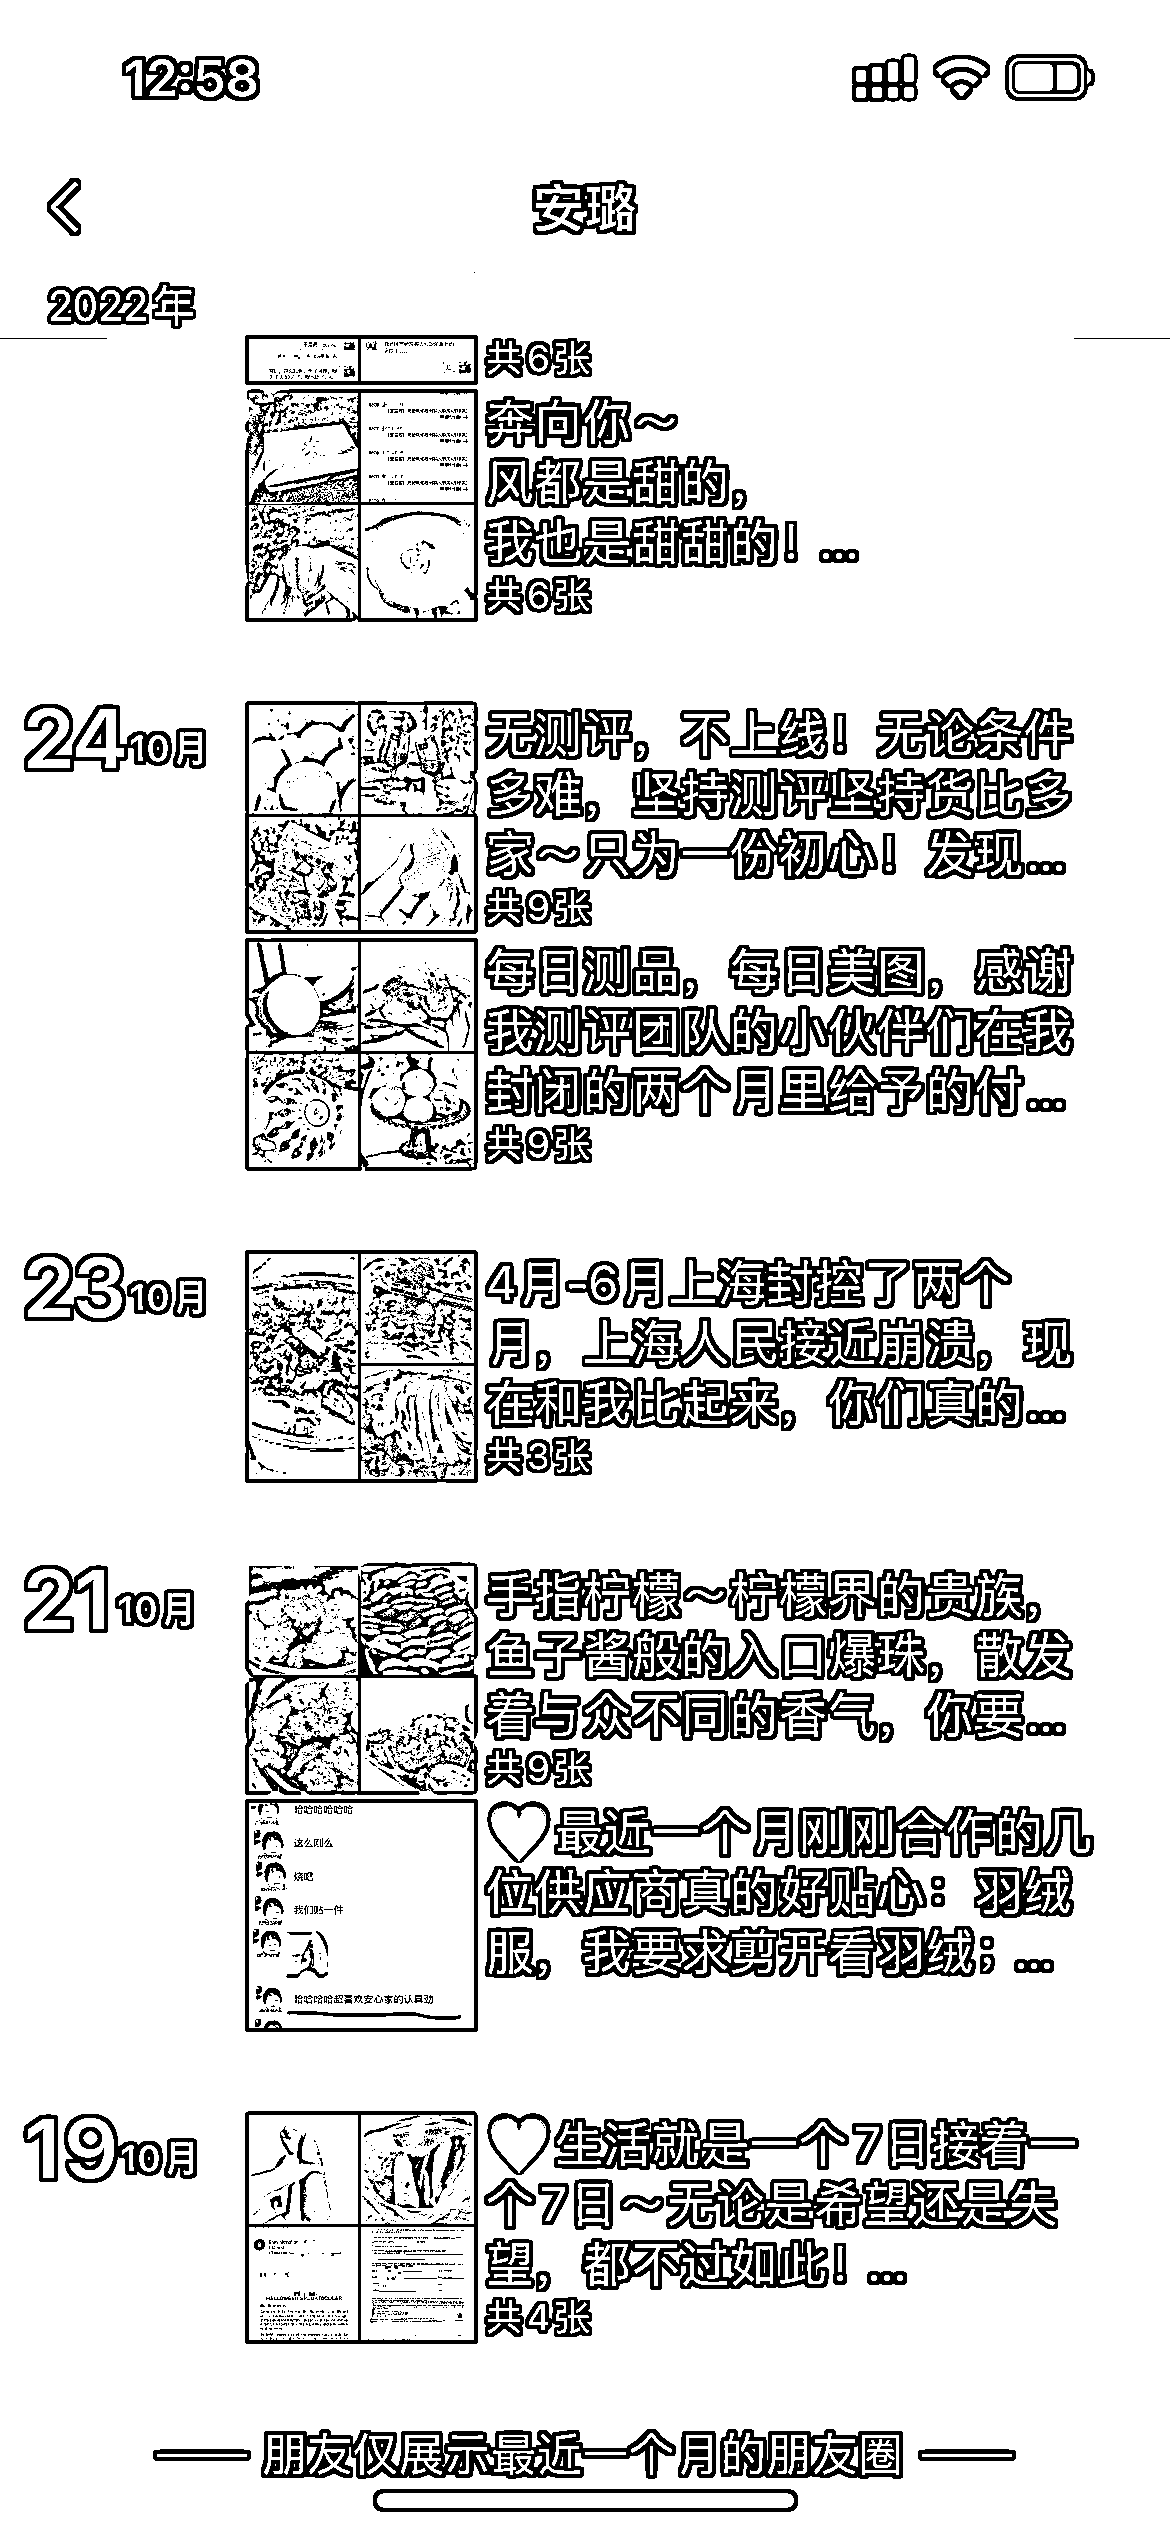 12:58
安璐
2022年
共6张
奔向你～
风都是甜的，
我也是甜甜的！...
共6张
24 10月
无测评，不上线！无论条件
多难，坚持测评坚持货比多
家～只为一份初心！发现...
共9张
每日测品，每日美图，感谢
我测评团队的小伙伴们在我
封闭的两个月里给予的付...
共9张
23 10月
4月-6月上海封控了两个
月，上海人民接近崩溃，现
在和我比起来，你们真的...
共3张
21 10月
手指柠檬～柠檬界的贵族，
鱼子酱般的入口爆珠，散发
着与众不同的香气，你要...
共9张
哈哈哈哈哈哈
这么刚么
烧吧
我们贴一件
哈哈哈哈超喜欢安心家的认真劲
♡最近一个月刚刚合作的几
位供应商真的好贴心：羽绒
服，我要求剪开看羽绒；...
19 10月
♡生活就是一个7日接着一
个7日～无论是希望还是失
望，都不过如此！...
共4张
朋友仅展示最近一个月的朋友圈